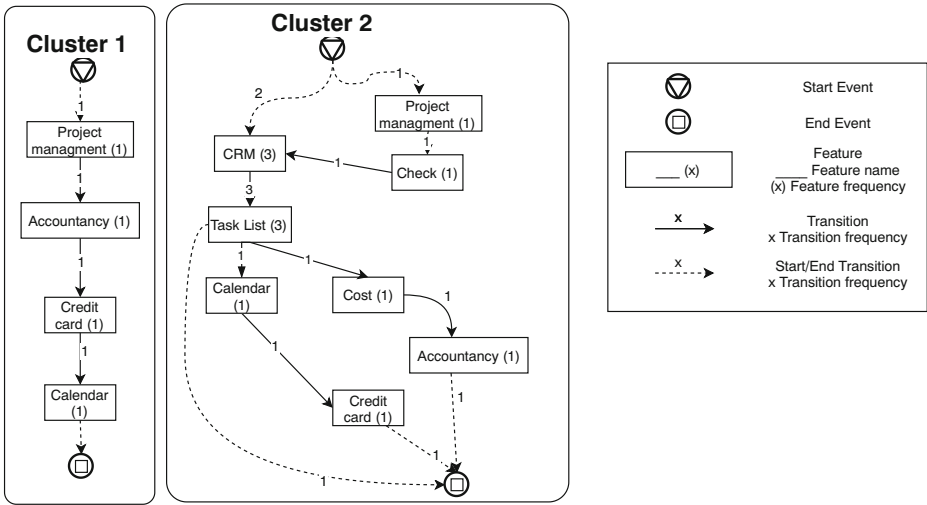 Cluster 1
1
Project
managment (1)
1
Accountancy (1)
1
Credit
card (1)
1
Calendar
(1)
Cluster 2
2
1
Project
managment (1)
1
CRM (3)
1
Check (1)
3
Task List (3)
1
1
Calendar
(1)
Cost (1)
1
1
Accountancy (1)
1
Credit
card (1)
1
1
Start Event
End Event
___ (x)
Feature
____ Feature name
(x) Feature frequency
x
Transition
x Transition frequency
x
Start/End Transition
x Transition frequency